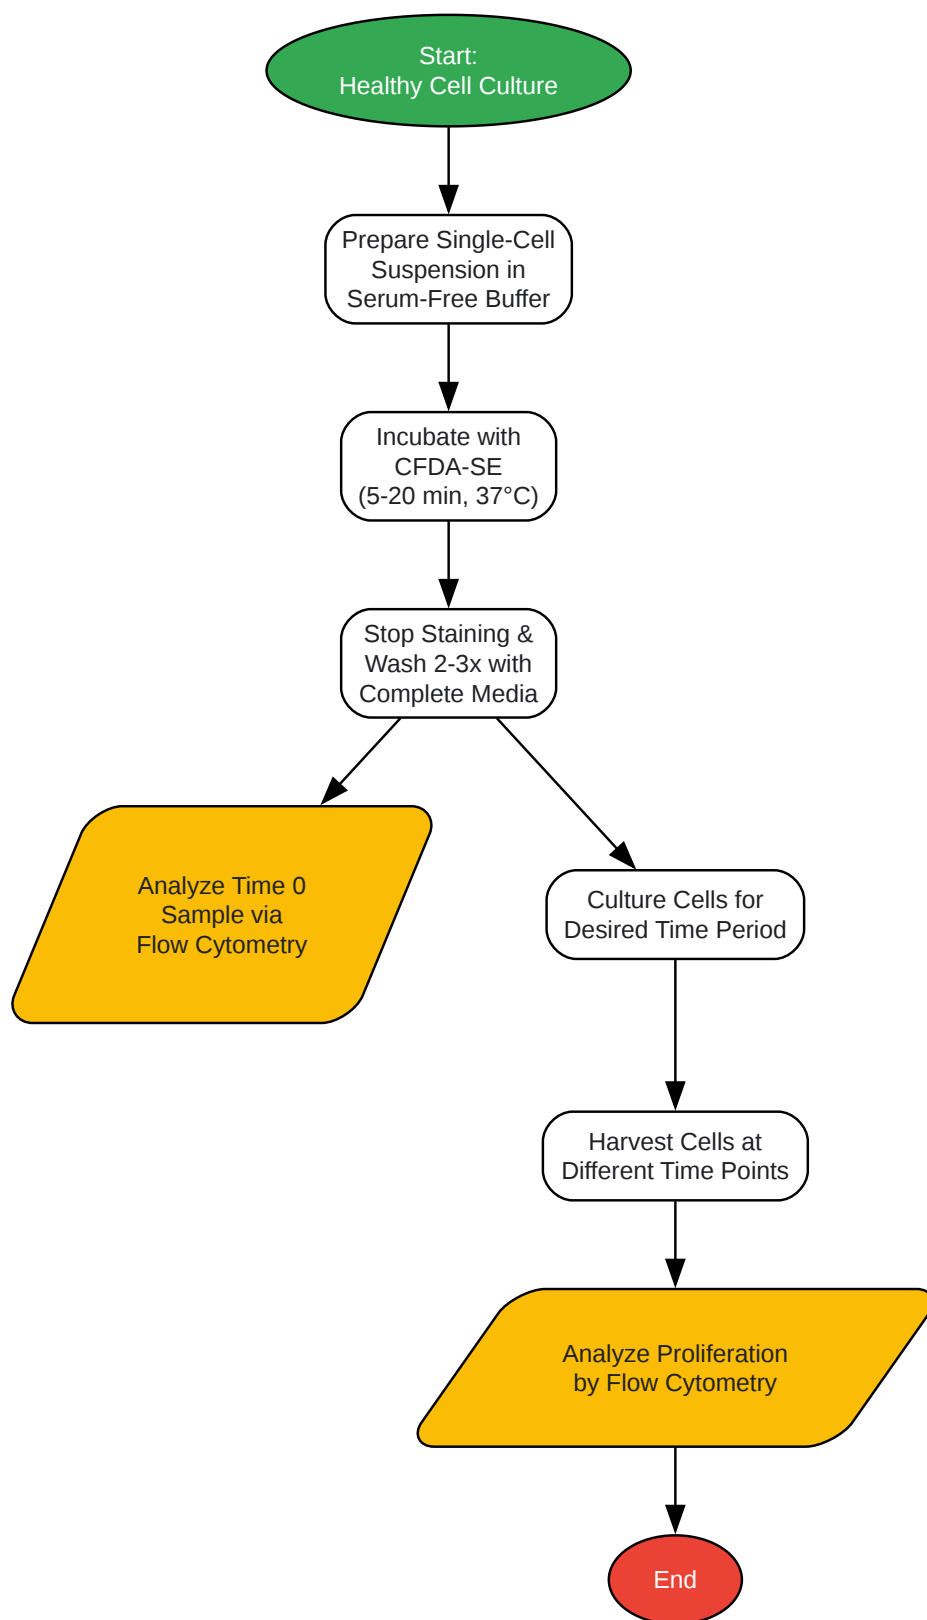 Start:
Healthy Cell Culture
Prepare Single-Cell
Suspension in
Serum-Free Buffer
Incubate with
CFDA-SE
(5-20 min, 37°C)
Stop Staining &
Wash 2-3x with
Complete Media
Analyze Time 0
Sample via
Flow Cytometry
Culture Cells for
Desired Time Period
Harvest Cells at
Different Time Points
Analyze Proliferation
by Flow Cytometry
End